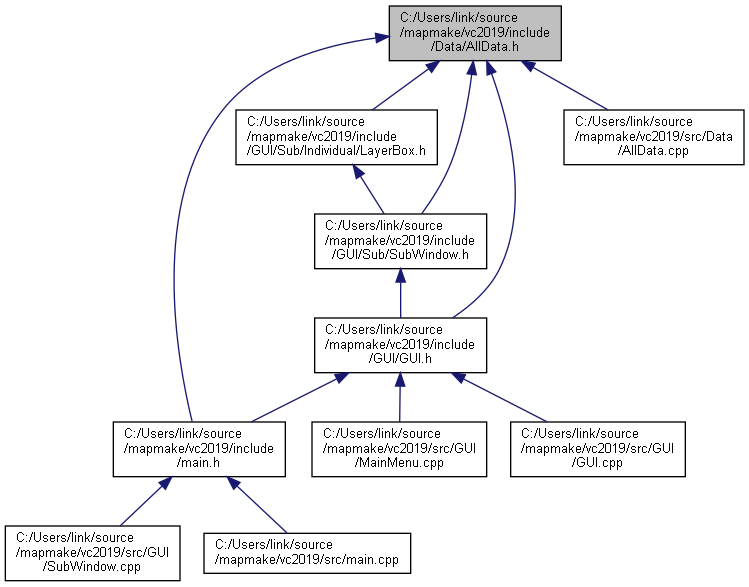 C:/Users/link/source
/mapmake/vc2019/include
/Data/AllData.h
C:/Users/link/source
/mapmake/vc2019/include
/GUI/Sub/Individual/LayerBox.h
C:/Users/link/source
/mapmake/vc2019/src/Data
/AllData.cpp
C:/Users/link/source
/mapmake/vc2019/include
/GUI/Sub/SubWindow.h
C:/Users/link/source
/mapmake/vc2019/include
/GUI/GUI.h
C:/Users/link/source
/mapmake/vc2019/include
/main.h
C:/Users/link/source
/mapmake/vc2019/src/GUI
/MainMenu.cpp
C:/Users/link/source
/mapmake/vc2019/src/GUI
/GUI.cpp
C:/Users/link/source
/mapmake/vc2019/src/GUI
/SubWindow.cpp
C:/Users/link/source
/mapmake/vc2019/src/main.cpp